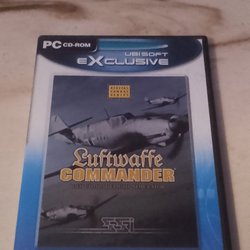 PC CD-ROM
UBI SOFT
eXCLUSIVE
Luftwaffe
COMMANDER
SSI